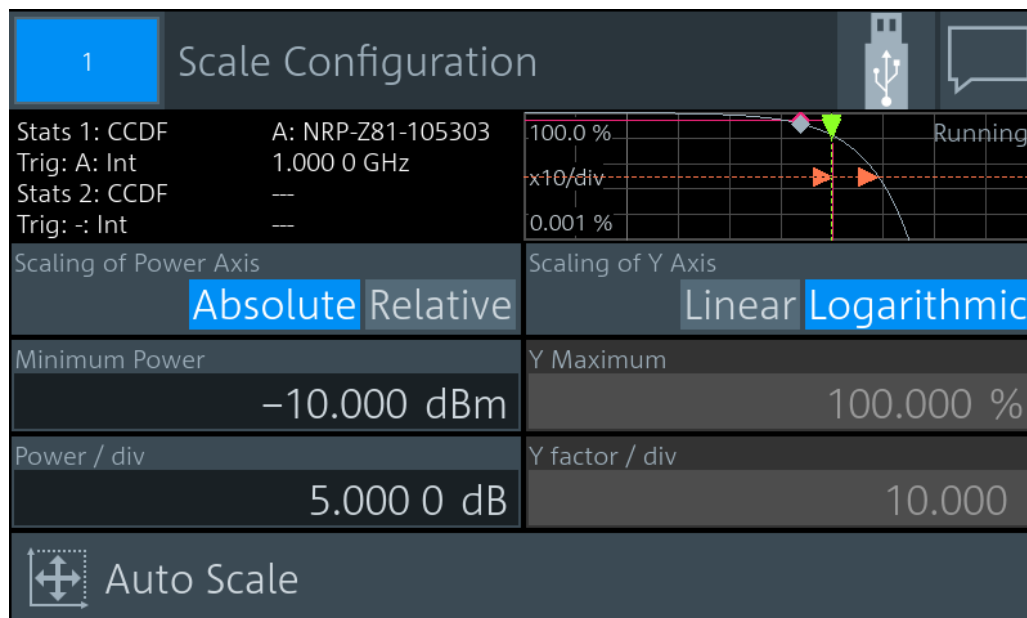 1
Scale Configuration
Stats 1: CCDF
A: NRP-Z81-105303
Trig: A: Int
1.000 0 GHz
Stats 2: CCDF
---
Trig: -: Int
---
100.0 %
Running
x10/div
0.001 %
Scaling of Power Axis
Absolute Relative
Scaling of Y Axis
Linear Logarithmic
Minimum Power
−10.000 dBm
Y Maximum
100.000 %
Power / div
5.000 0 dB
Y factor / div
10.000
Auto Scale